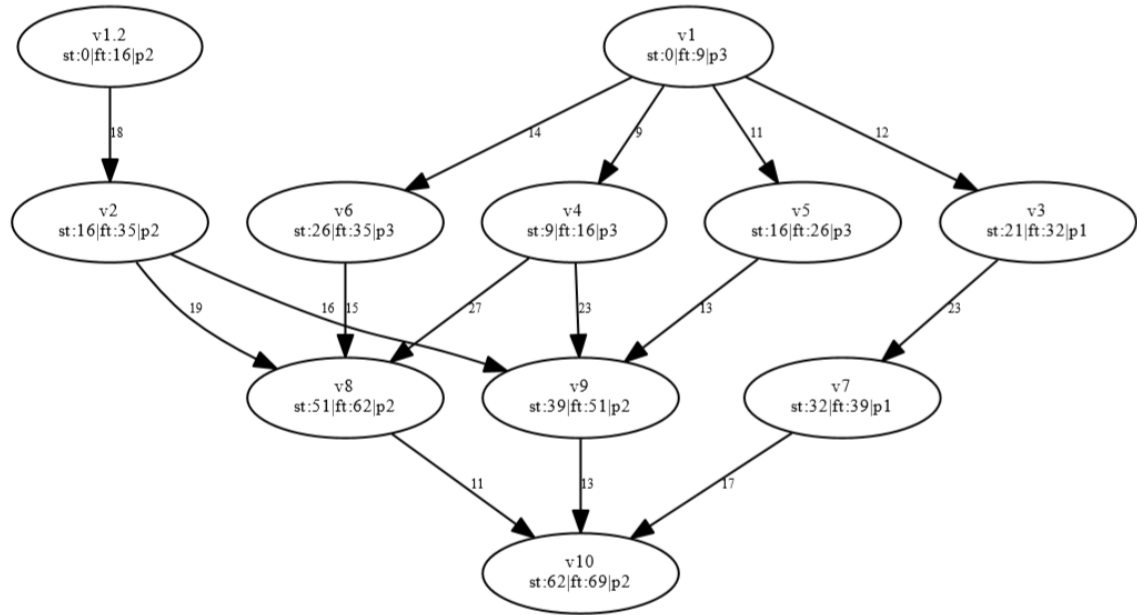 v1.2
st:0|ft:16|p2
v1
st:0|ft:9|p3
18
14
9
11
12
v2
st:16|ft:35|p2
v6
st:26|ft:35|p3
v4
st:9|ft:16|p3
v5
st:16|ft:26|p3
v3
st:21|ft:32|p1
19
16
15
27
23
13
23
v8
st:51|ft:62|p2
v9
st:39|ft:51|p2
v7
st:32|ft:39|p1
11
13
17
v10
st:62|ft:69|p2